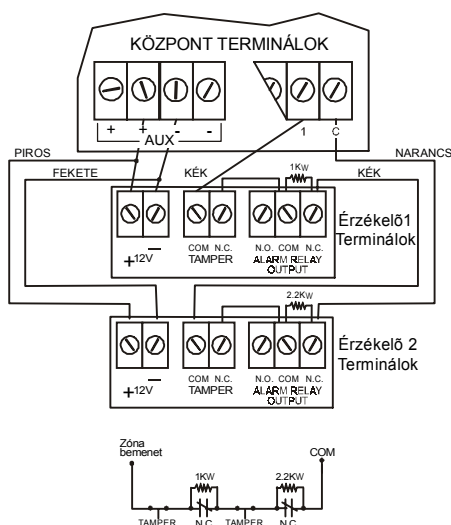 KÖZPONT TERMINÁLOK
+ + - -
AUX
1 C
PIROS
NARANCS
FEKETE
KÉK
1KW
KÉK
Érzékelõ1
Terminálok
+12V
COM N.C.
TAMPER
N.O. COM N.C.
ALARM RELAY
OUTPUT
2.2KW
Érzékelõ 2
Terminálok
+12V
COM N.C.
TAMPER
N.O. COM N.C.
ALARM RELAY
OUTPUT
Zóna
bemenet
COM
1KW
2.2KW
TAMPER
N.C.
TAMPER
N.C.